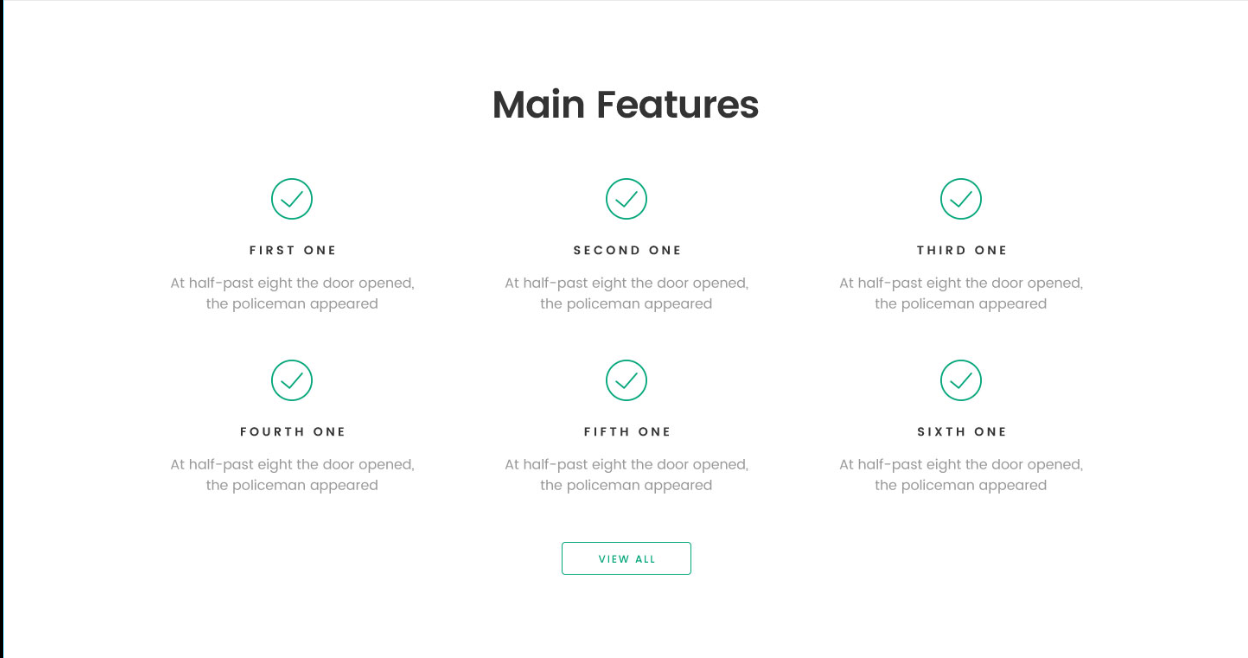 Main Features
FIRST ONE
At half-past eight the door opened,
the policeman appeared
SECOND ONE
At half-past eight the door opened,
the policeman appeared
THIRD ONE
At half-past eight the door opened,
the policeman appeared
FOURTH ONE
At half-past eight the door opened,
the policeman appeared
FIFTH ONE
At half-past eight the door opened,
the policeman appeared
SIXTH ONE
At half-past eight the door opened,
the policeman appeared
VIEW ALL